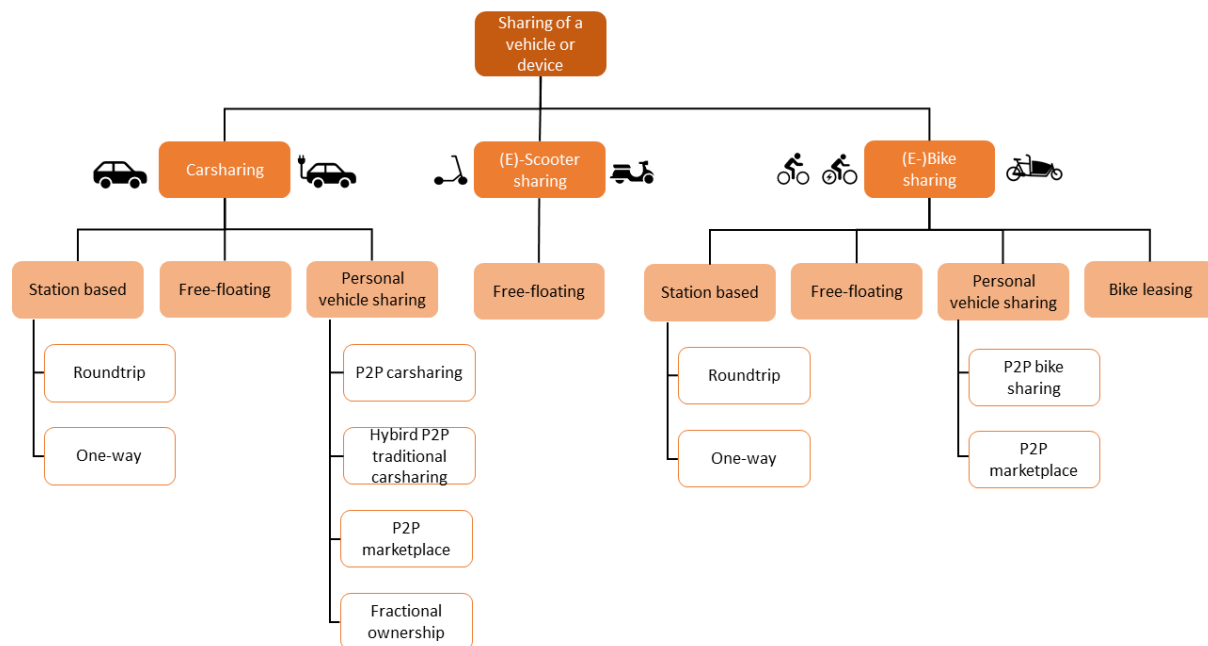 Sharing of a
vehicle or
device
Carsharing
(E)-Scooter
sharing
(E-)Bike
sharing
Station based
Free-floating
Personal
vehicle sharing
Free-floating
Station based
Free-floating
Personal
vehicle sharing
Bike leasing
Roundtrip
One-way
P2P carsharing
Hybird P2P
traditional
carsharing
P2P
marketplace
Fractional
ownership
Roundtrip
One-way
P2P bike
sharing
P2P
marketplace